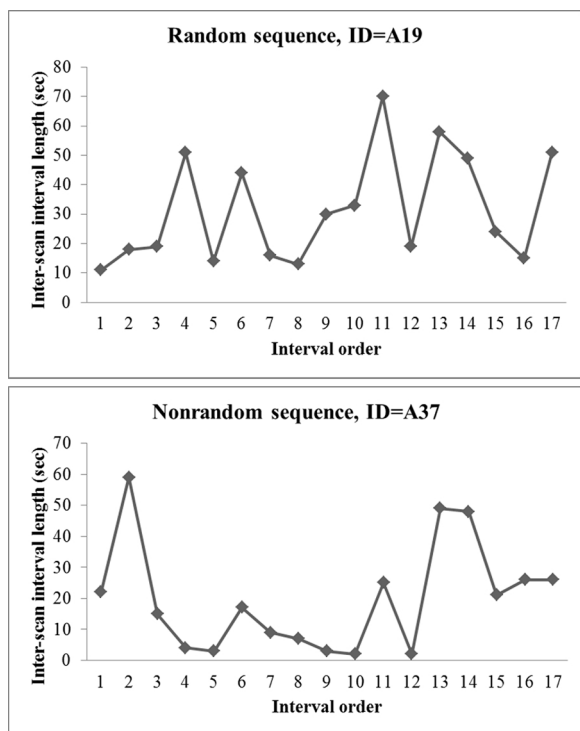 Random sequence, ID=A19
Inter-scan interval length (sec)
80
70
60
50
40
30
20
10
0
1 2 3 4 5 6 7 8 9 10 11 12 13 14 15 16 17
Interval order
Nonrandom sequence, ID=A37
Inter-scan interval length (sec)
70
60
50
40
30
20
10
0
1 2 3 4 5 6 7 8 9 10 11 12 13 14 15 16 17
Interval order